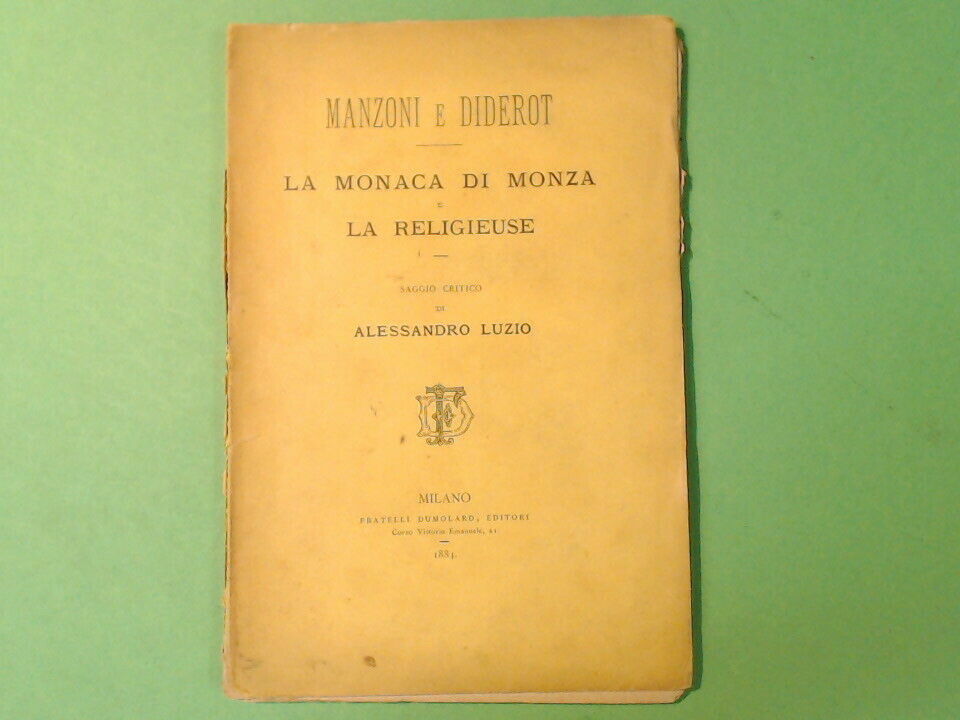 MANZONI E DIDEROT
LA MONACA DI MONZA
E
LA RELIGIEUSE
SAGGIO CRITICO
DI
ALESSANDRO LUZIO
MILANO
FRATELLI DUMOLARD, EDITORI
Corso Vittorio Emanuele, 21
1884.